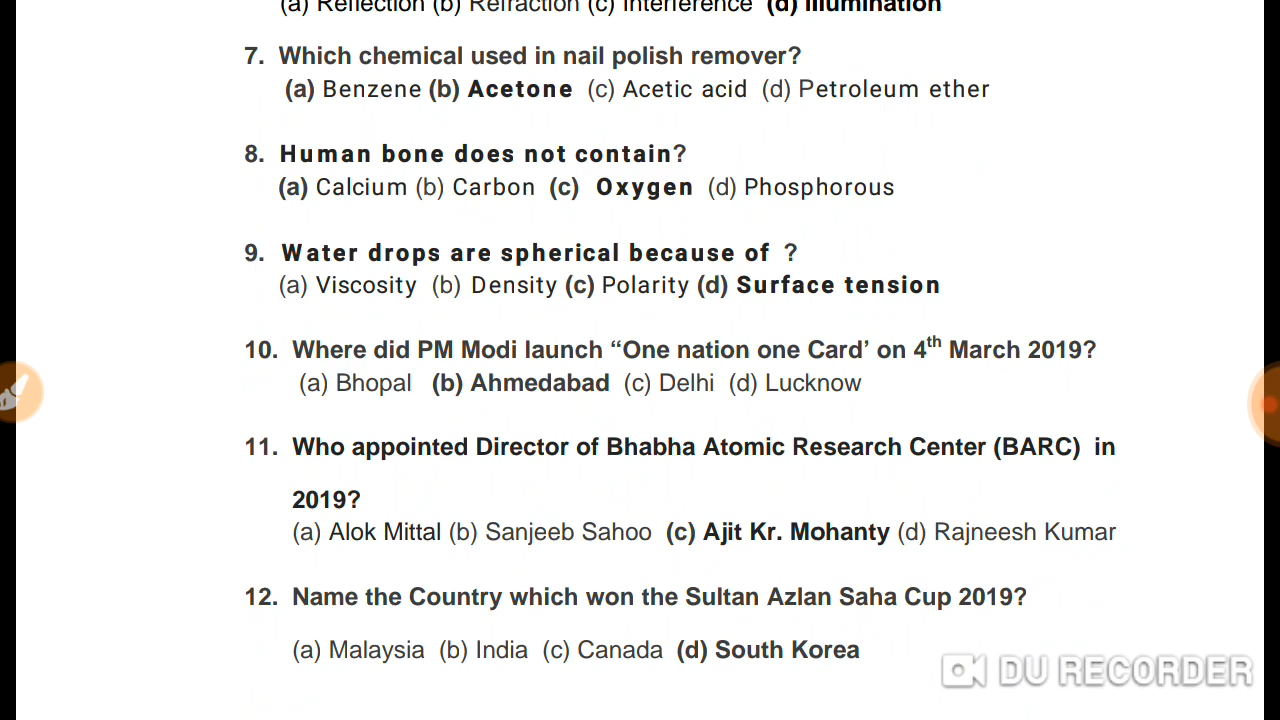 (a) Reflection (b) Refraction (c) Interference (d) Illumination
7. Which chemical used in nail polish remover?
(a) Benzene (b) Acetone (c) Acetic acid (d) Petroleum ether
8. Human bone does not contain?
(a) Calcium (b) Carbon (c) Oxygen (d) Phosphorous
9. Water drops are spherical because of ?
(a) Viscosity (b) Density (c) Polarity (d) Surface tension
10. Where did PM Modi launch “One nation one Card’ on 4th March 2019?
(a) Bhopal (b) Ahmedabad (c) Delhi (d) Lucknow
11. Who appointed Director of Bhabha Atomic Research Center (BARC) in
2019?
(a) Alok Mittal (b) Sanjeeb Sahoo (c) Ajit Kr. Mohanty (d) Rajneesh Kumar
12. Name the Country which won the Sultan Azlan Saha Cup 2019?
(a) Malaysia (b) India (c) Canada (d) South Korea
DU RECORDER